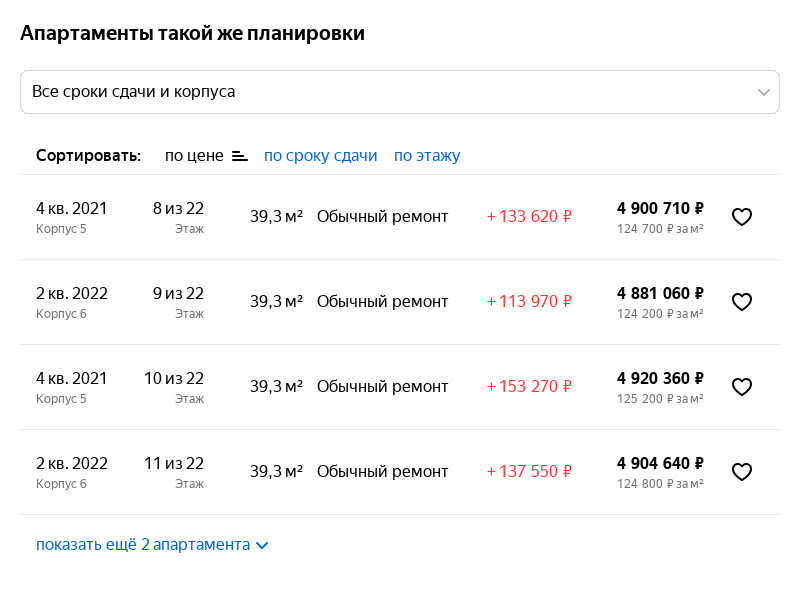 Апартаменты такой же планировки
Все сроки сдачи и корпуса
Сортировать: по цене по сроку сдачи по этажу
4 кв. 2021 8 из 22 39,3 м² Обычный ремонт + 133 620 ₽ 4 900 710 ₽
Корпус 5 Этаж 124 700 ₽ за м²
2 кв. 2022 9 из 22 39,3 м² Обычный ремонт + 113 970 ₽ 4 881 060 ₽
Корпус 6 Этаж 124 200 ₽ за м²
4 кв. 2021 10 из 22 39,3 м² Обычный ремонт + 153 270 ₽ 4 920 360 ₽
Корпус 5 Этаж 125 200 ₽ за м²
2 кв. 2022 11 из 22 39,3 м² Обычный ремонт + 137 550 ₽ 4 904 640 ₽
Корпус 6 Этаж 124 800 ₽ за м²
показать ещё 2 апартамента